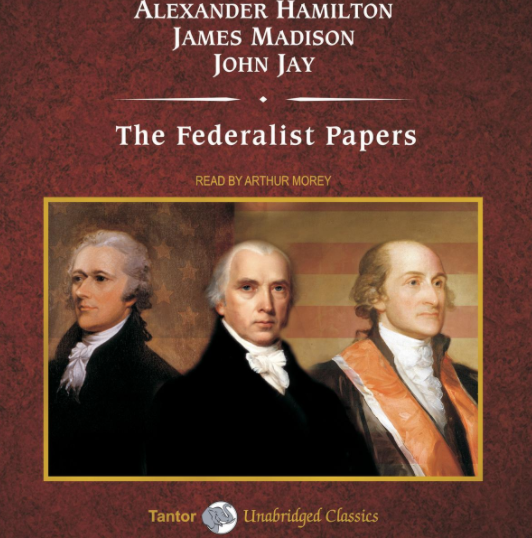 ALEXANDER HAMILTON
JAMES MADISON
JOHN JAY
The Federalist Papers
READ BY ARTHUR MOREY
Tantor Unabridged Classics